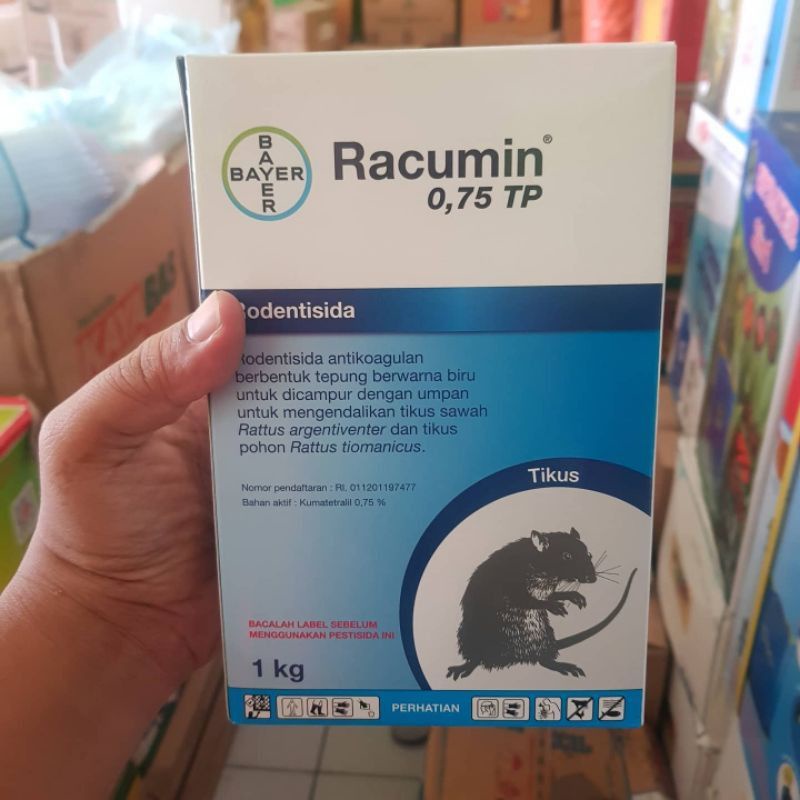 BAYER
BAYER
Racumin®
0,75 TP
Rodentisida
Rodentisida antikoagulan
berbentuk tepung berwarna biru
untuk dicampur dengan umpan
untuk mengendalikan tikus sawah
Rattus argentiventer dan tikus
pohon Rattus tiomanicus.
Nomor pendaftaran : RI. 011201197477
Bahan aktif : Kumatetralil 0,75 %
Tikus
BACALAH LABEL SEBELUM
MENGGUNAKAN PESTISIDA INI
1 kg
PERHATIAN